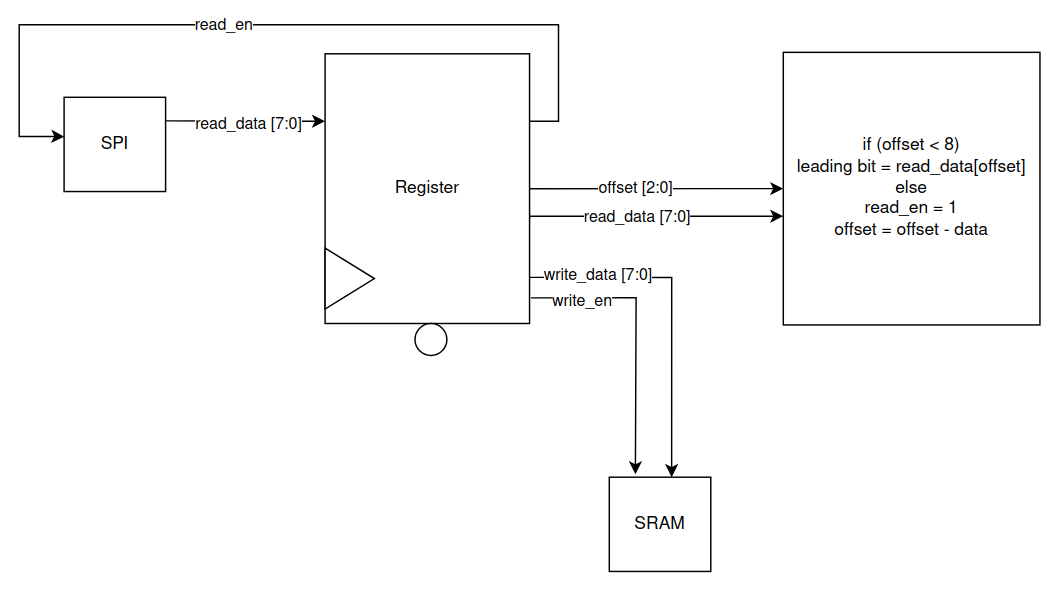 read_en
SPI
read_data [7:0]
Register
offset [2:0]
read_data [7:0]
write_data [7:0]
write_en
if (offset < 8)
leading bit = read_data[offset]
else
read_en = 1
offset = offset - data
SRAM